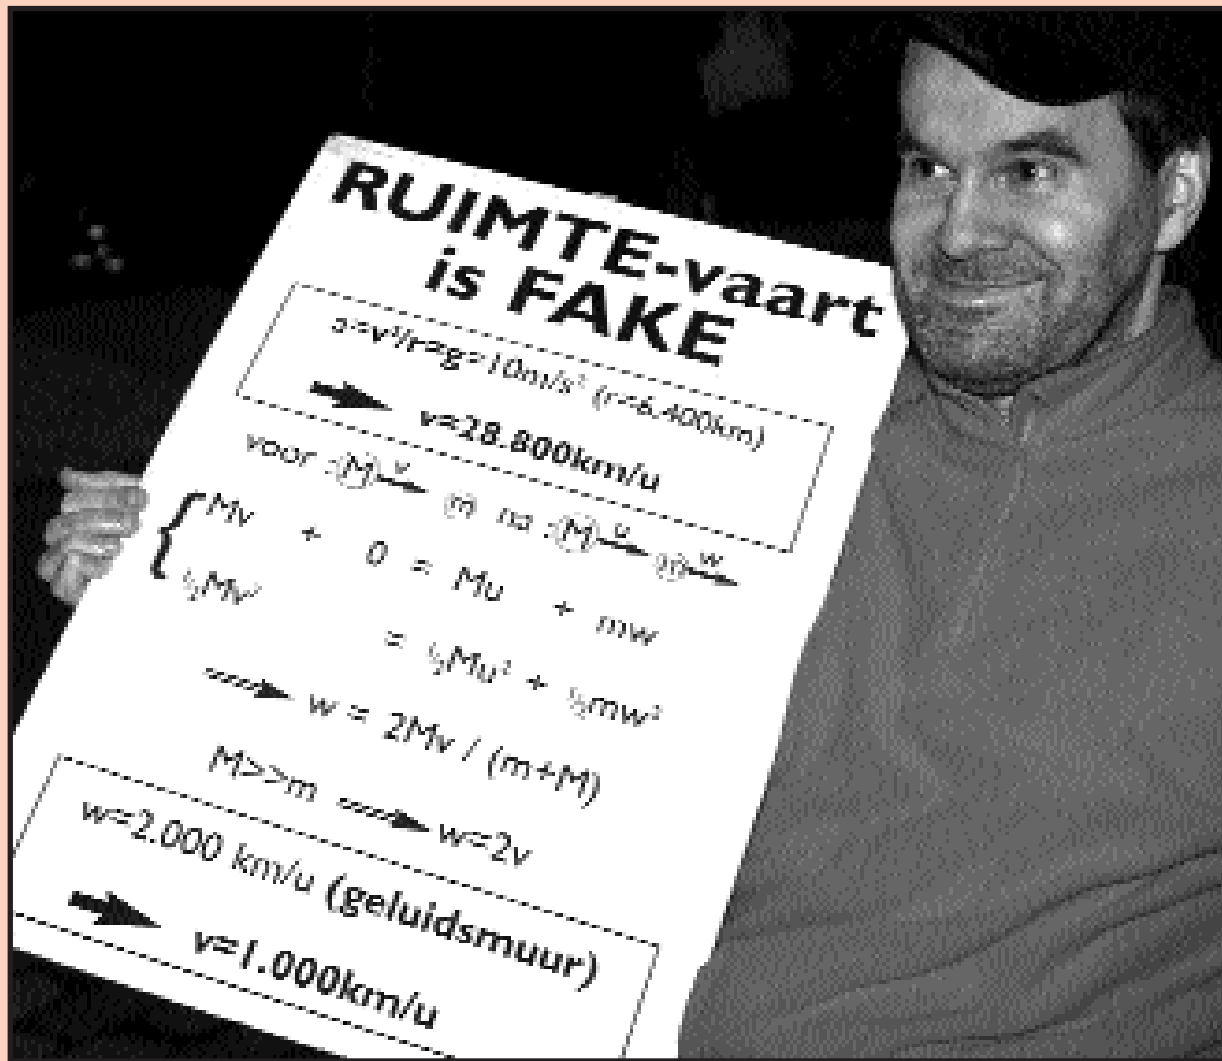 RUIMTE-vaart
is FAKE
a=v²/r=g=10m/s² (r=6.400km)
v=28.800km/u
voor : M v m na : M u m w
Mv + 0 = Mu + mw
½Mv² = ½Mu² + ½mw²
w = 2Mv / (m+M)
M>>m w=2v
w=2.000 km/u (geluidsmuur)
v=1.000km/u